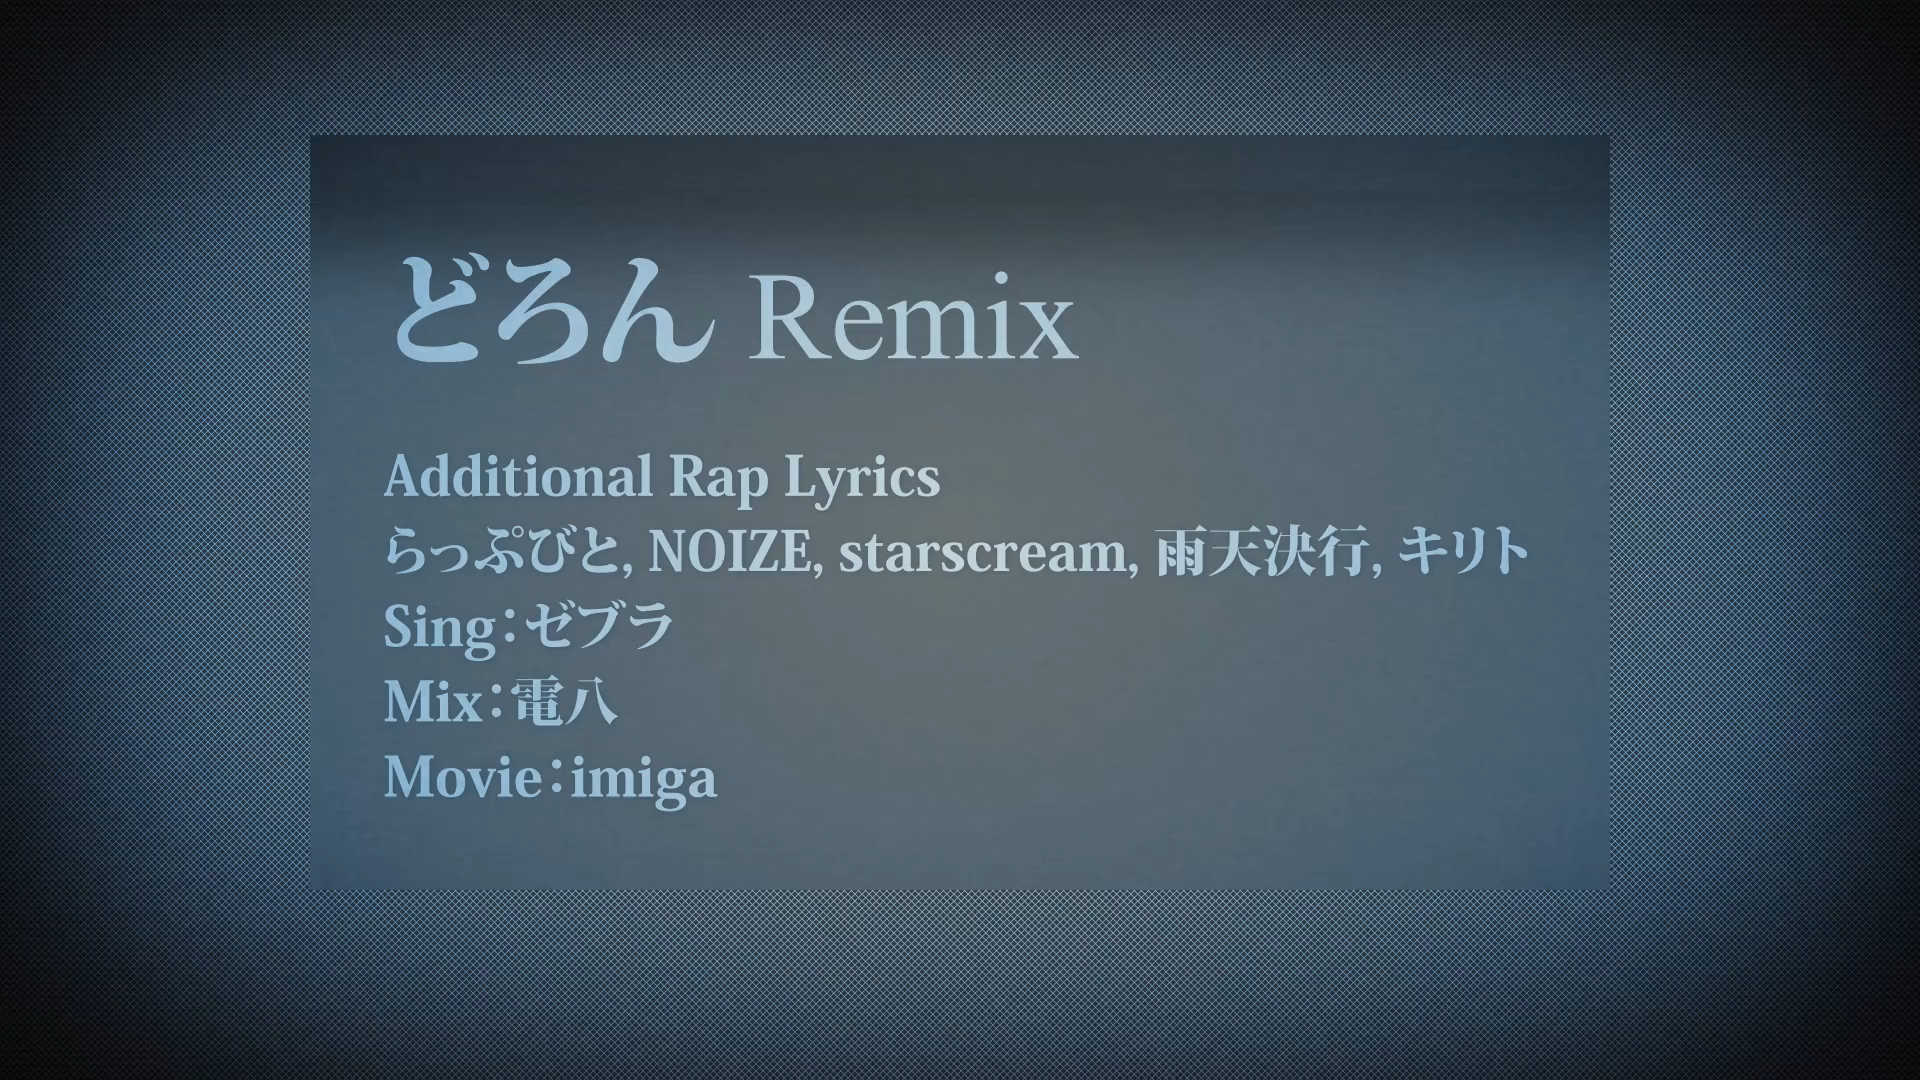 どろん Remix
Additional Rap Lyrics
らっぷびと, NOIZE, starscream, 雨天決行, キリト
Sing：ゼブラ
Mix：電八
Movie：imiga